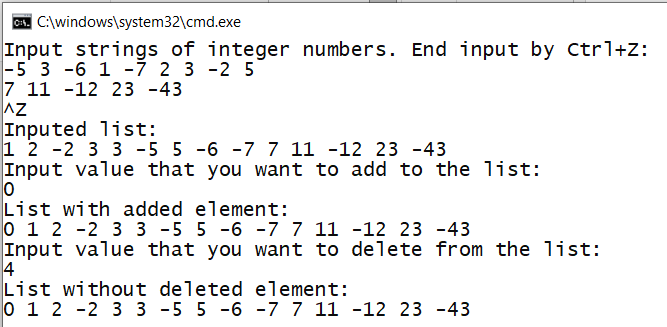 C:\windows\system32\cmd.exe
Input strings of integer numbers. End input by Ctrl+Z:
-5 3 -6 1 -7 2 3 -2 5
7 11 -12 23 -43
^Z
Inputed list:
1 2 -2 3 3 -5 5 -6 -7 7 11 -12 23 -43
Input value that you want to add to the list:
0
List with added element:
0 1 2 -2 3 3 -5 5 -6 -7 7 11 -12 23 -43
Input value that you want to delete from the list:
4
List without deleted element:
0 1 2 -2 3 3 -5 5 -6 -7 7 11 -12 23 -43